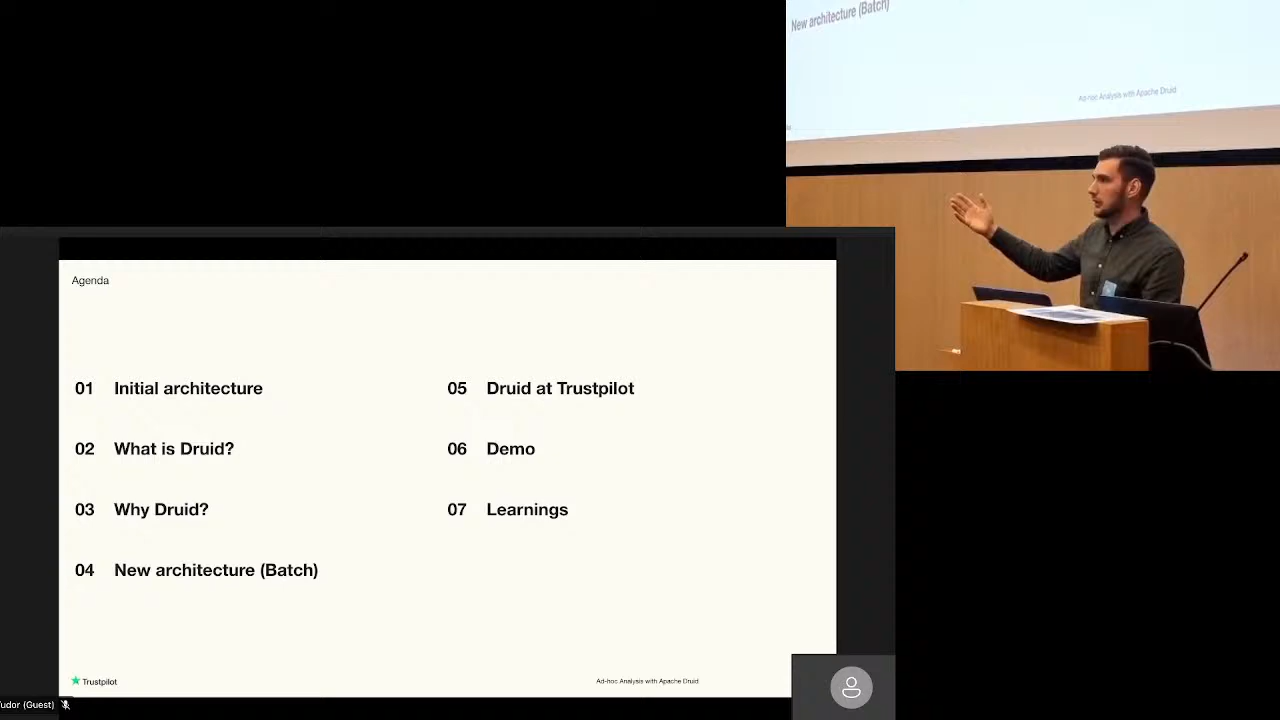 New architecture (Batch)
Ad-hoc Analysis with Apache Druid
Agenda
01 Initial architecture
02 What is Druid?
03 Why Druid?
04 New architecture (Batch)
05 Druid at Trustpilot
06 Demo
07 Learnings
Trustpilot
Ad-hoc Analysis with Apache Druid
Tudor (Guest)